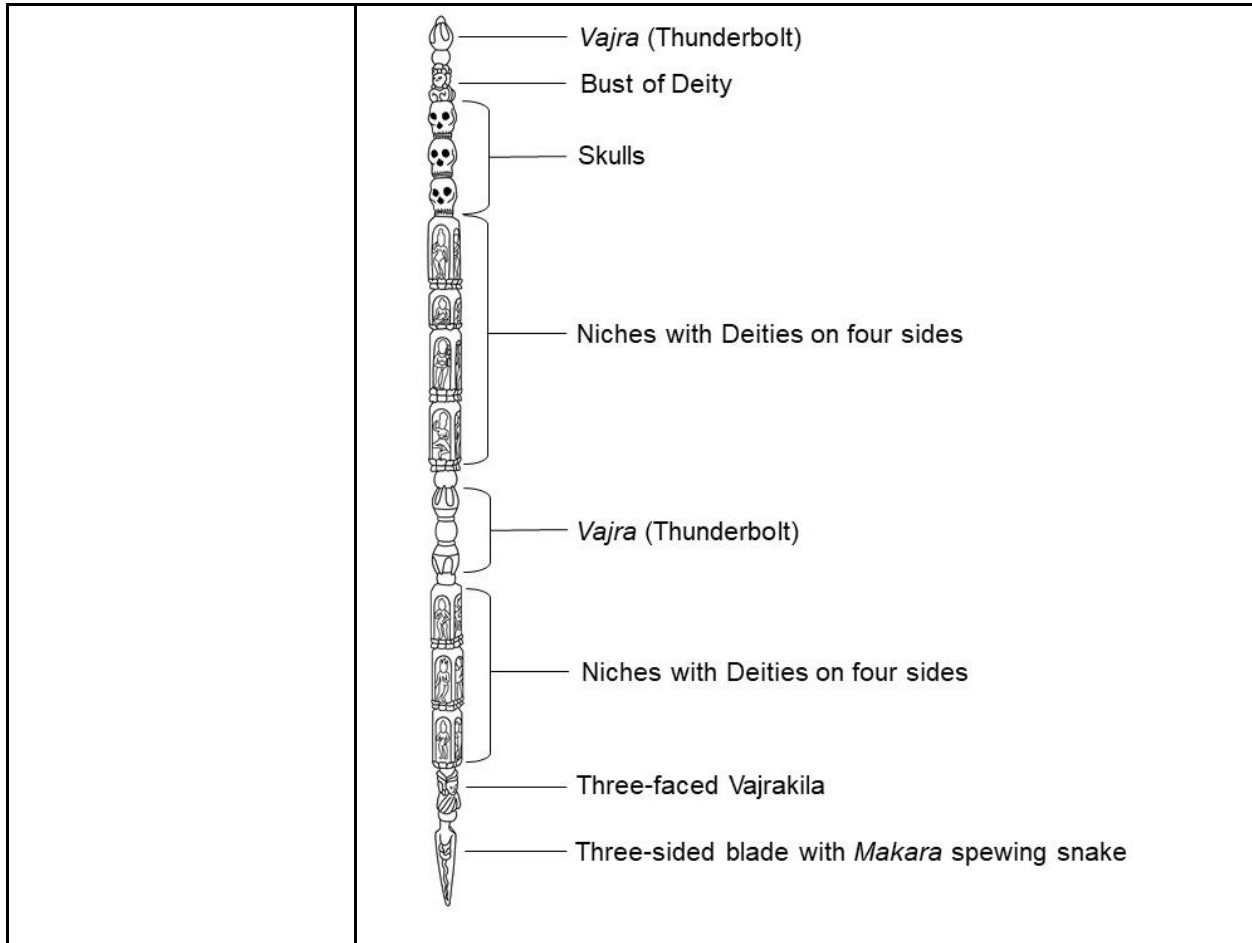 Vajra (Thunderbolt)
Bust of Deity
Skulls
Niches with Deities on four sides
Vajra (Thunderbolt)
Niches with Deities on four sides
Three-faced Vajrakila
Three-sided blade with Makara spewing snake